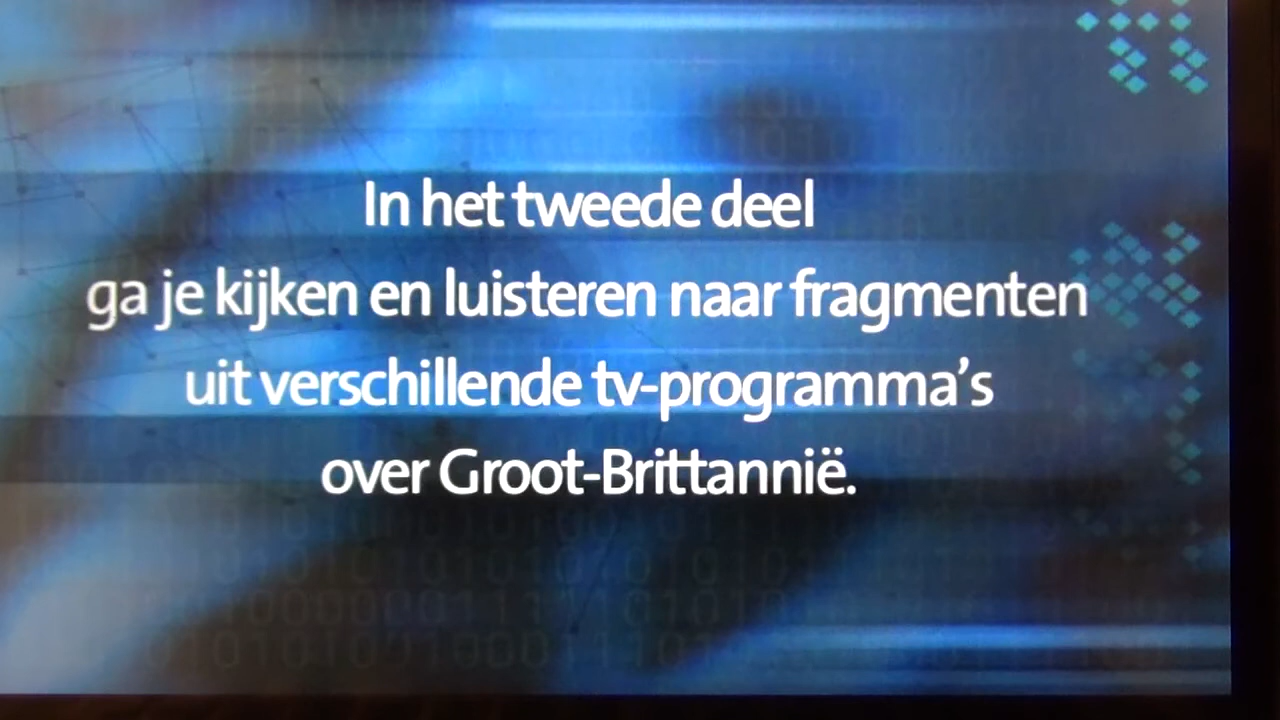 In het tweede deel
ga je kijken en luisteren naar fragmenten
uit verschillende tv-programma's
over Groot-Brittannië.